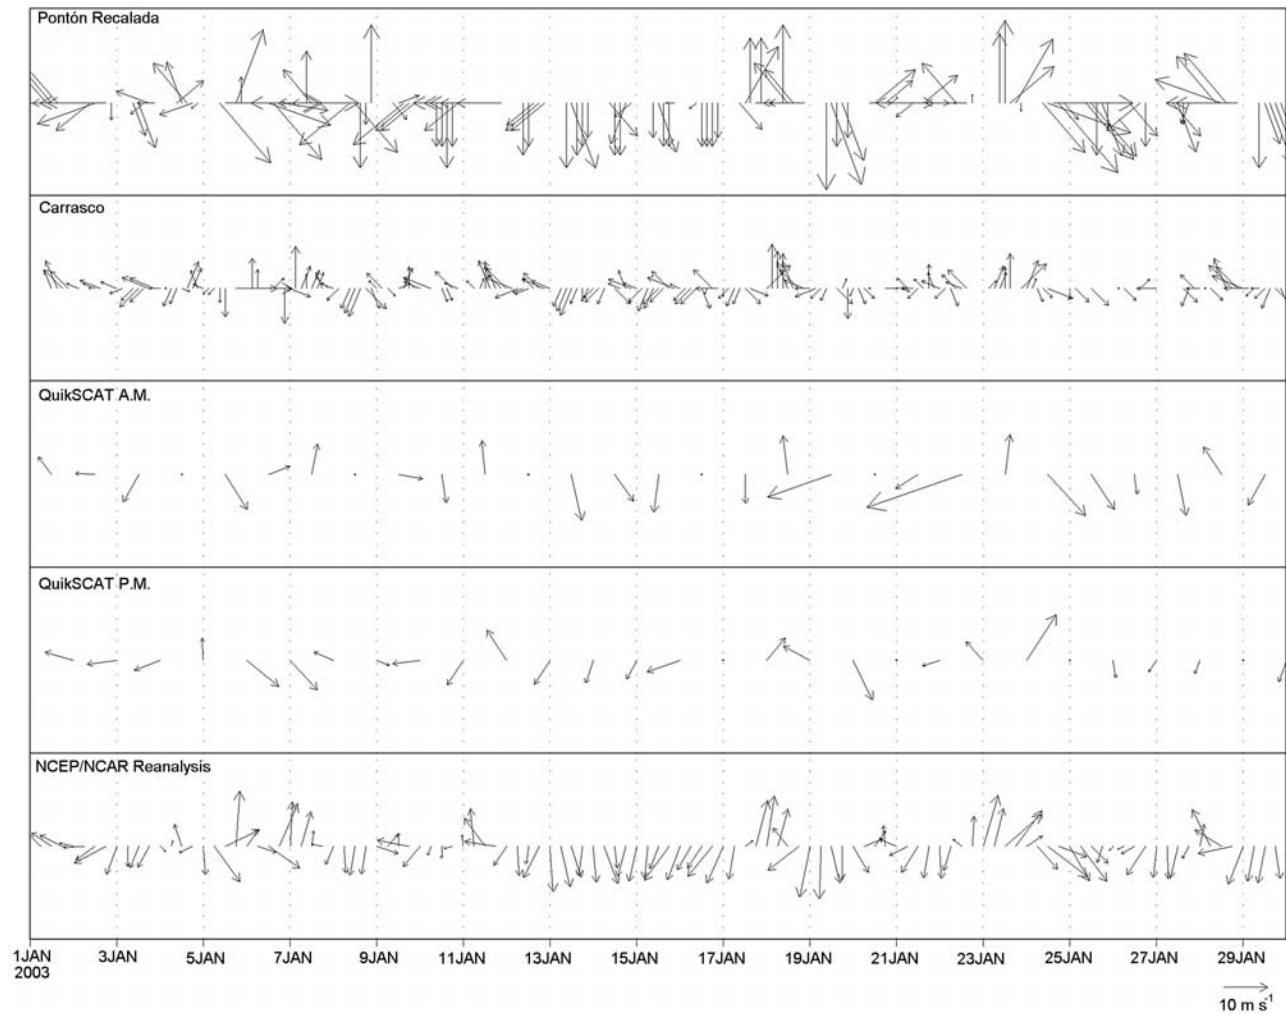 Pontón Recalada
Carrasco
QuikSCAT A.M.
QuikSCAT P.M.
NCEP/NCAR Reanalysis
1JAN 3JAN 5JAN 7JAN 9JAN 11JAN 13JAN 15JAN 17JAN 19JAN 21JAN 23JAN 25JAN 27JAN 29JAN
2003
10 m s⁻¹